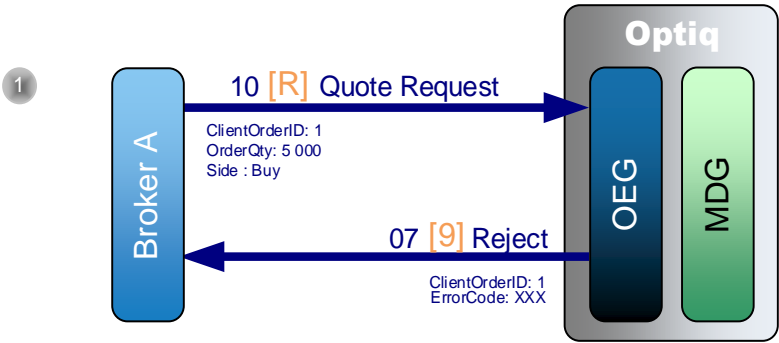 Optiq
1
10 [R] Quote Request
ClientOrderID: 1
OrderQty: 5 000
Side : Buy
Broker A
OEG
MDG
07 [9] Reject
ClientOrderID: 1
ErrorCode: XXX